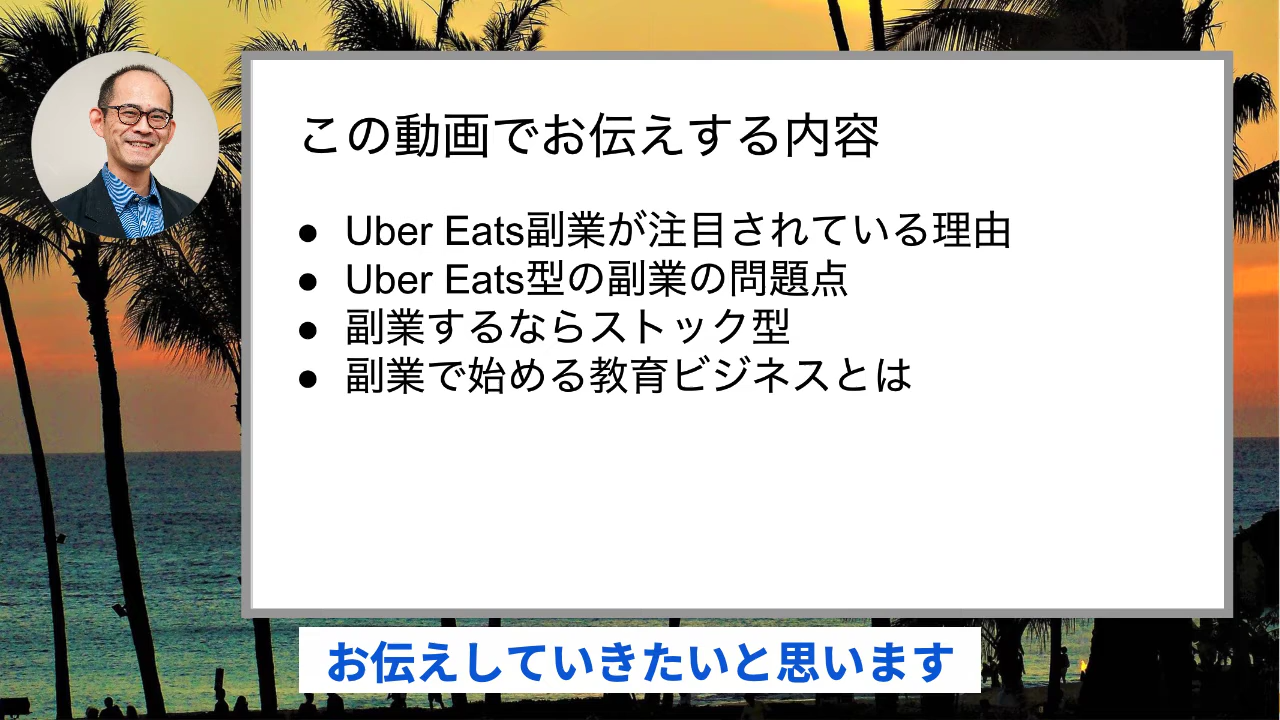 この動画でお伝えする内容
● Uber Eats副業が注目されている理由
● Uber Eats型の副業の問題点
● 副業するならストック型
● 副業で始める教育ビジネスとは
お伝えしていきたいと思います